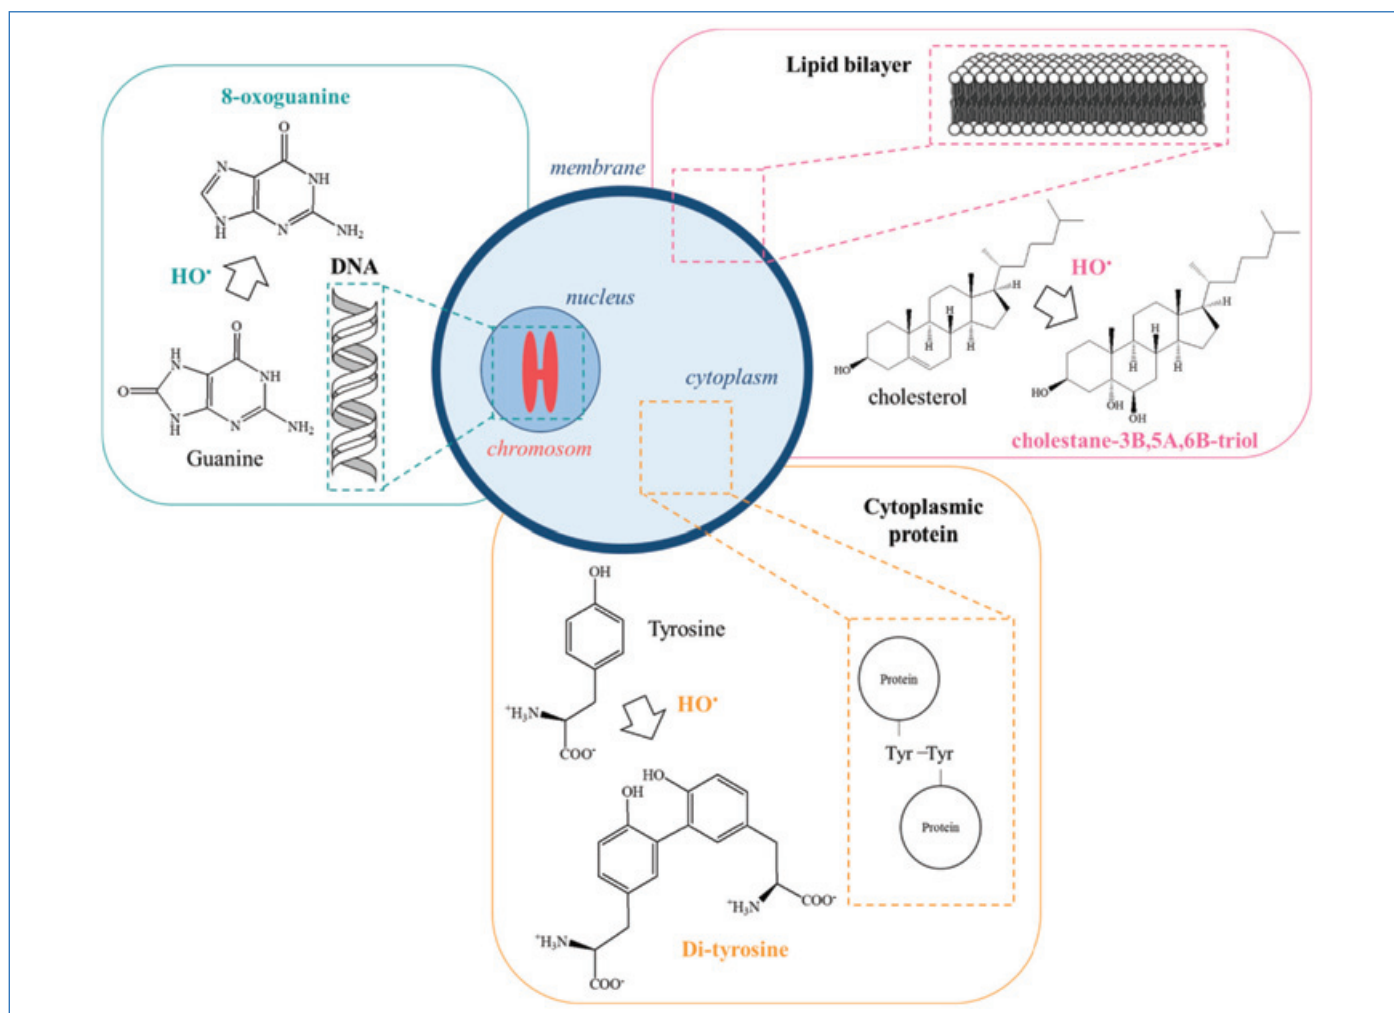 8-oxoguanine
O
N
NH
N
H
N
NH₂
HO•
DNA
H
N
O
O
NH
N
H
N
NH₂
Guanine
membrane
nucleus
cytoplasm
chromosom
Lipid bilayer
HO•
H
H
H
H
HO
cholesterol
H
H
H
H
HO
OH
OH
cholestane-3B,5A,6B-triol
Cytoplasmic
protein
OH
Tyrosine
⁺H₃N
COO⁻
HO•
HO
OH
⁺H₃N
COO⁻
⁺H₃N
COO⁻
Di-tyrosine
Protein
Tyr –Tyr
Protein